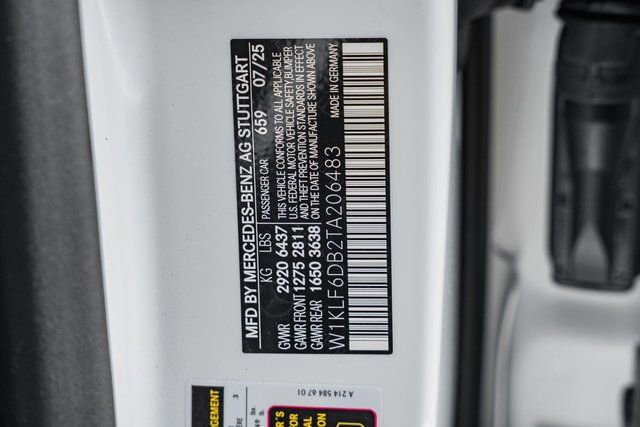 MFD BY MERCEDES-BENZ AG STUTTGART
PASSENGER CAR 659 07/25
KG LBS
GVWR 2920 6437
GAWR FRONT 1275 2811
GAWR REAR 1650 3638
THIS VEHICLE CONFORMS TO ALL APPLICABLE
U.S. FEDERAL MOTOR VEHICLE SAFETY, BUMPER
AND THEFT PREVENTION STANDARDS IN EFFECT
ON THE DATE OF MANUFACTURE SHOWN ABOVE
MADE IN GERMANY
W1KLF6DB2TA206483
A 214 584 67 01
3
lbs.